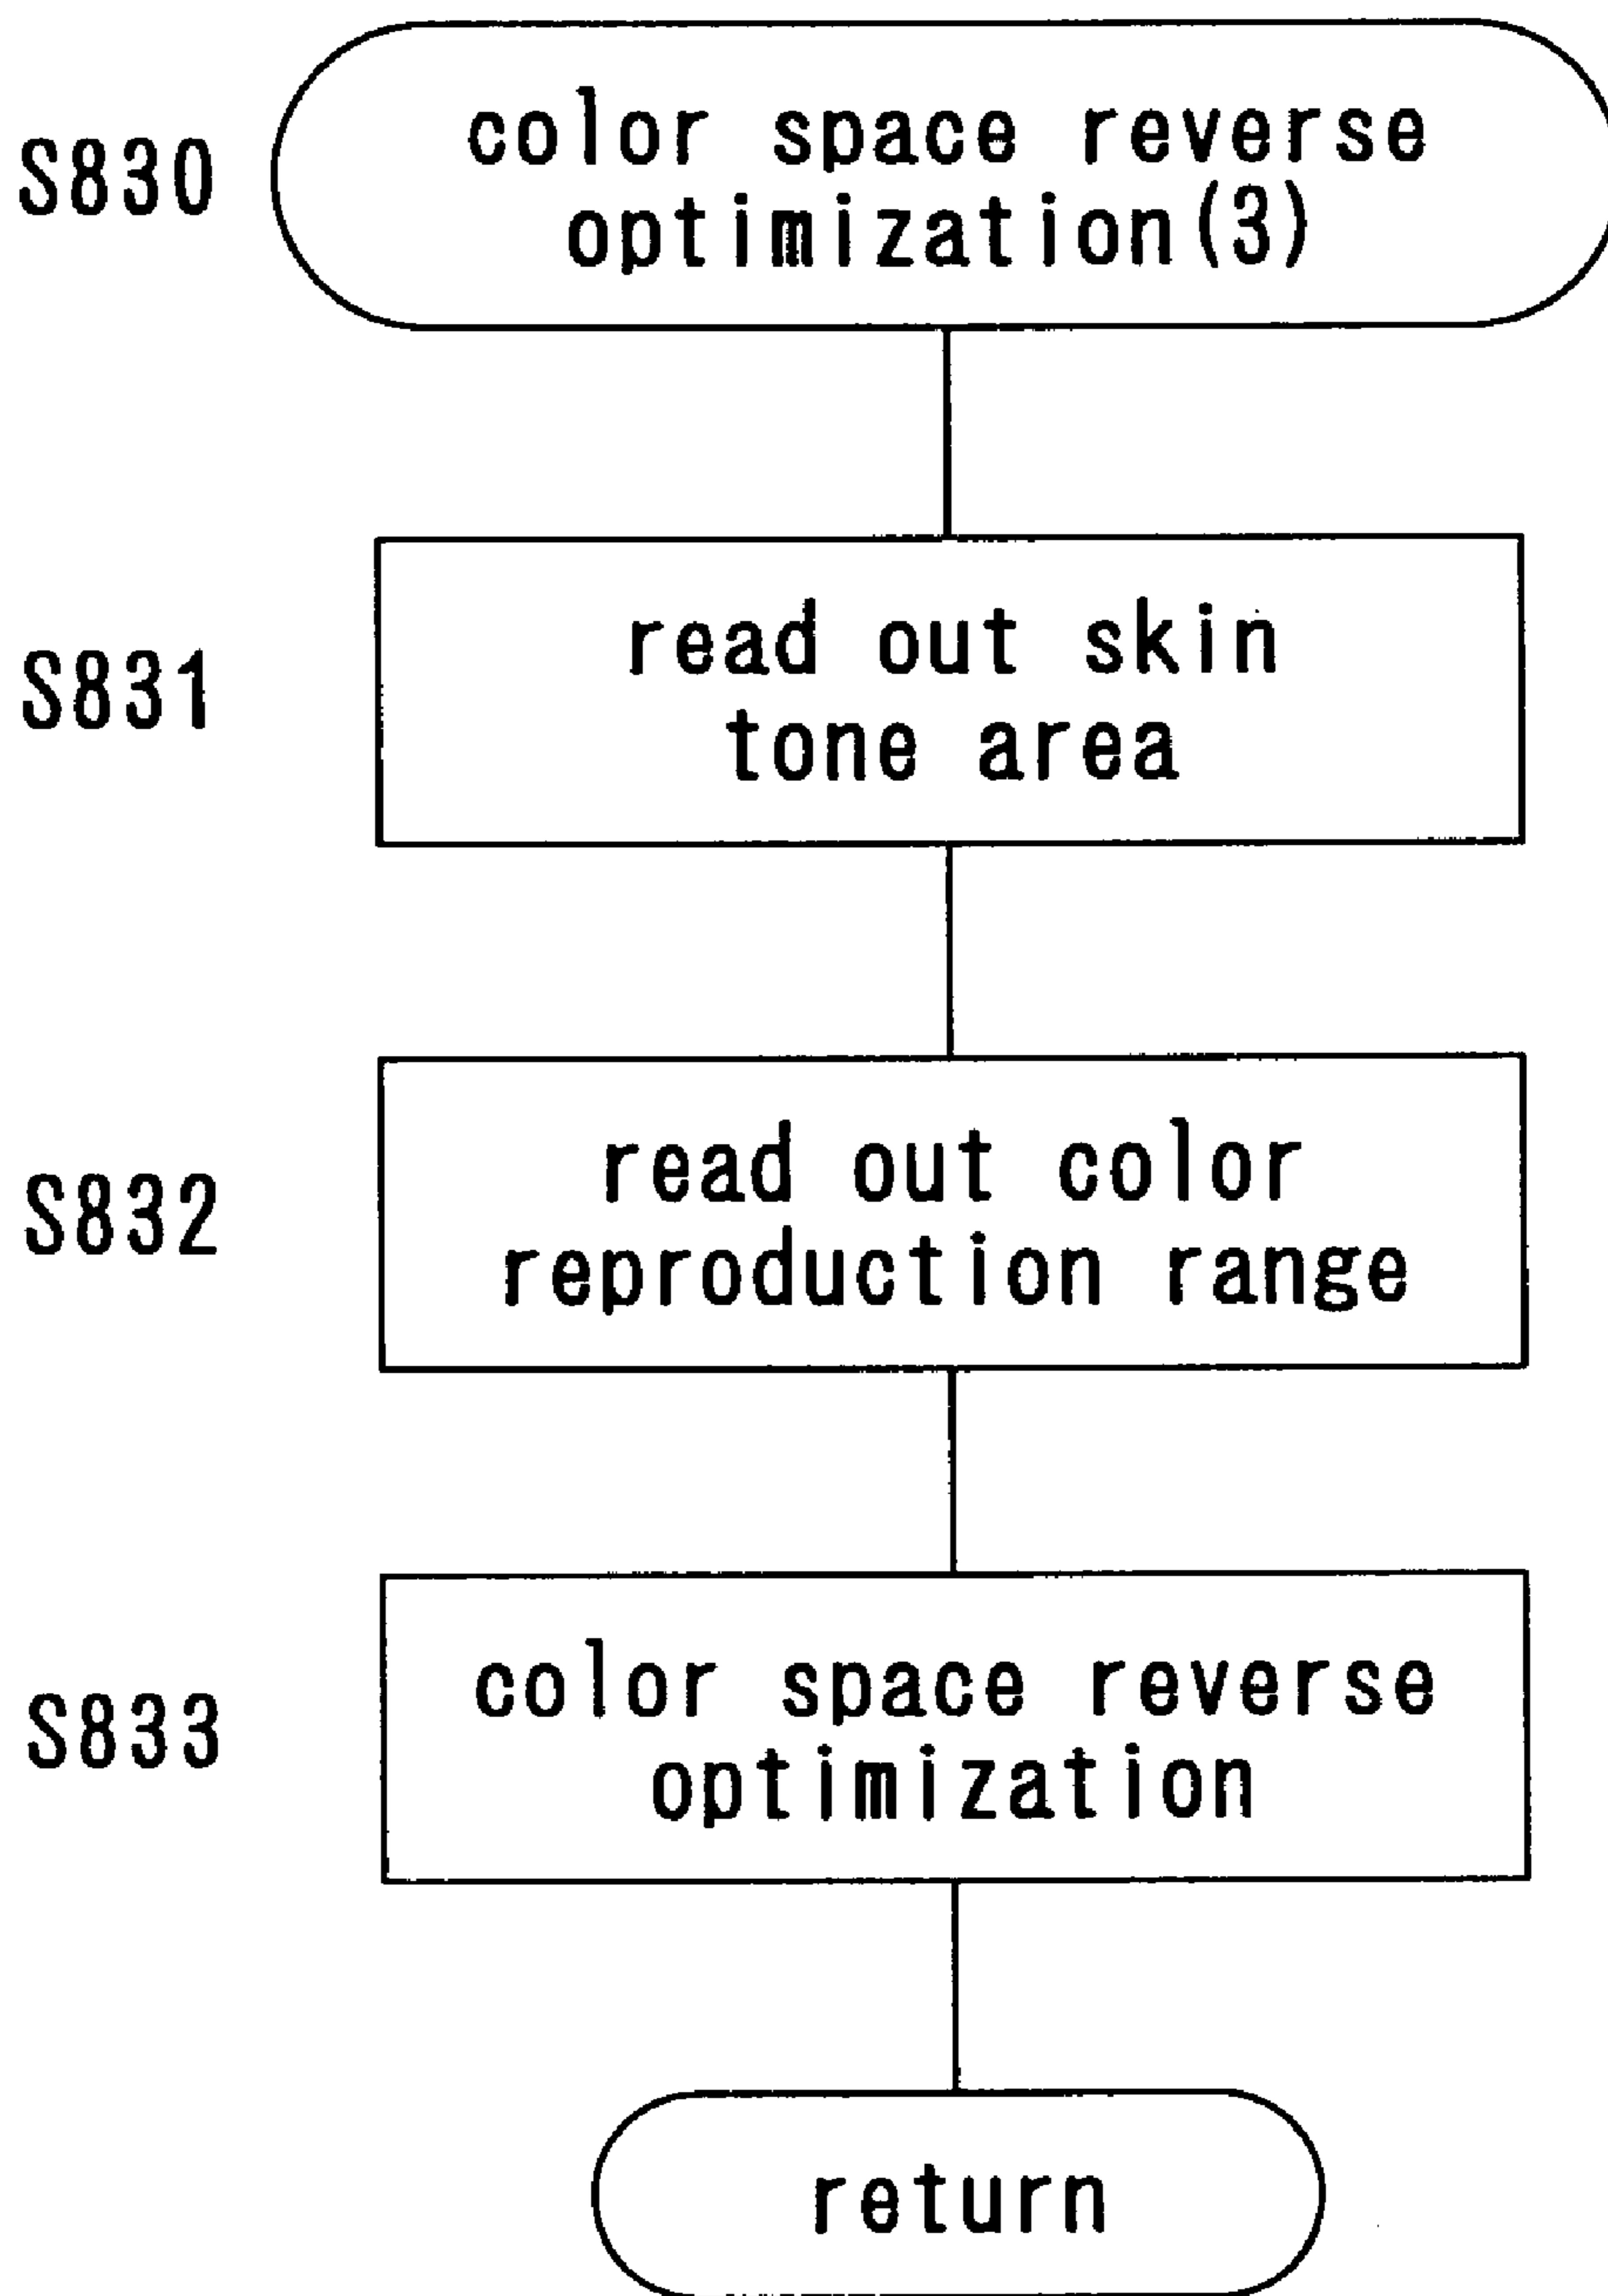 S830
color space reverse
optimization(3)
S831
read out skin
tone area
S832
read out color
reproduction range
S833
color space reverse
optimization
return